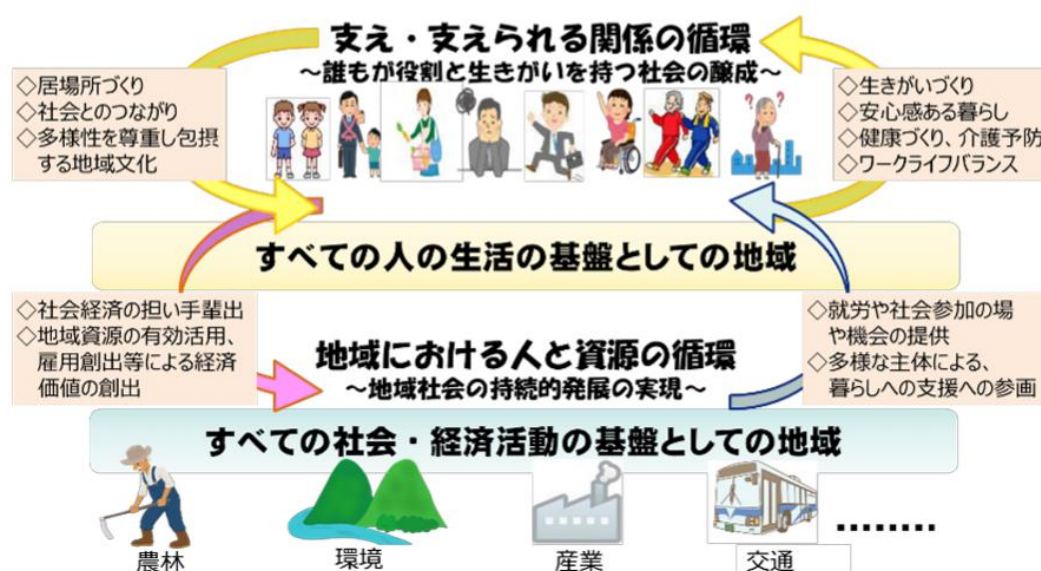 支え・支えられる関係の循環
～誰もが役割と生きがいを持つ社会の醸成～
◇居場所づくり
◇社会とのつながり
◇多様性を尊重し包摂
する地域文化
◇生きがいづくり
◇安心感ある暮らし
◇健康づくり、介護予防
◇ワークライフバランス
すべての人の生活の基盤としての地域
◇社会経済の担い手輩出
◇地域資源の有効活用、
雇用創出等による経済
価値の創出
地域における人と資源の循環
～地域社会の持続的発展の実現～
◇就労や社会参加の場
や機会の提供
◇多様な主体による、
暮らしへの支援への参画
すべての社会・経済活動の基盤としての地域
農林
環境
産業
交通
………